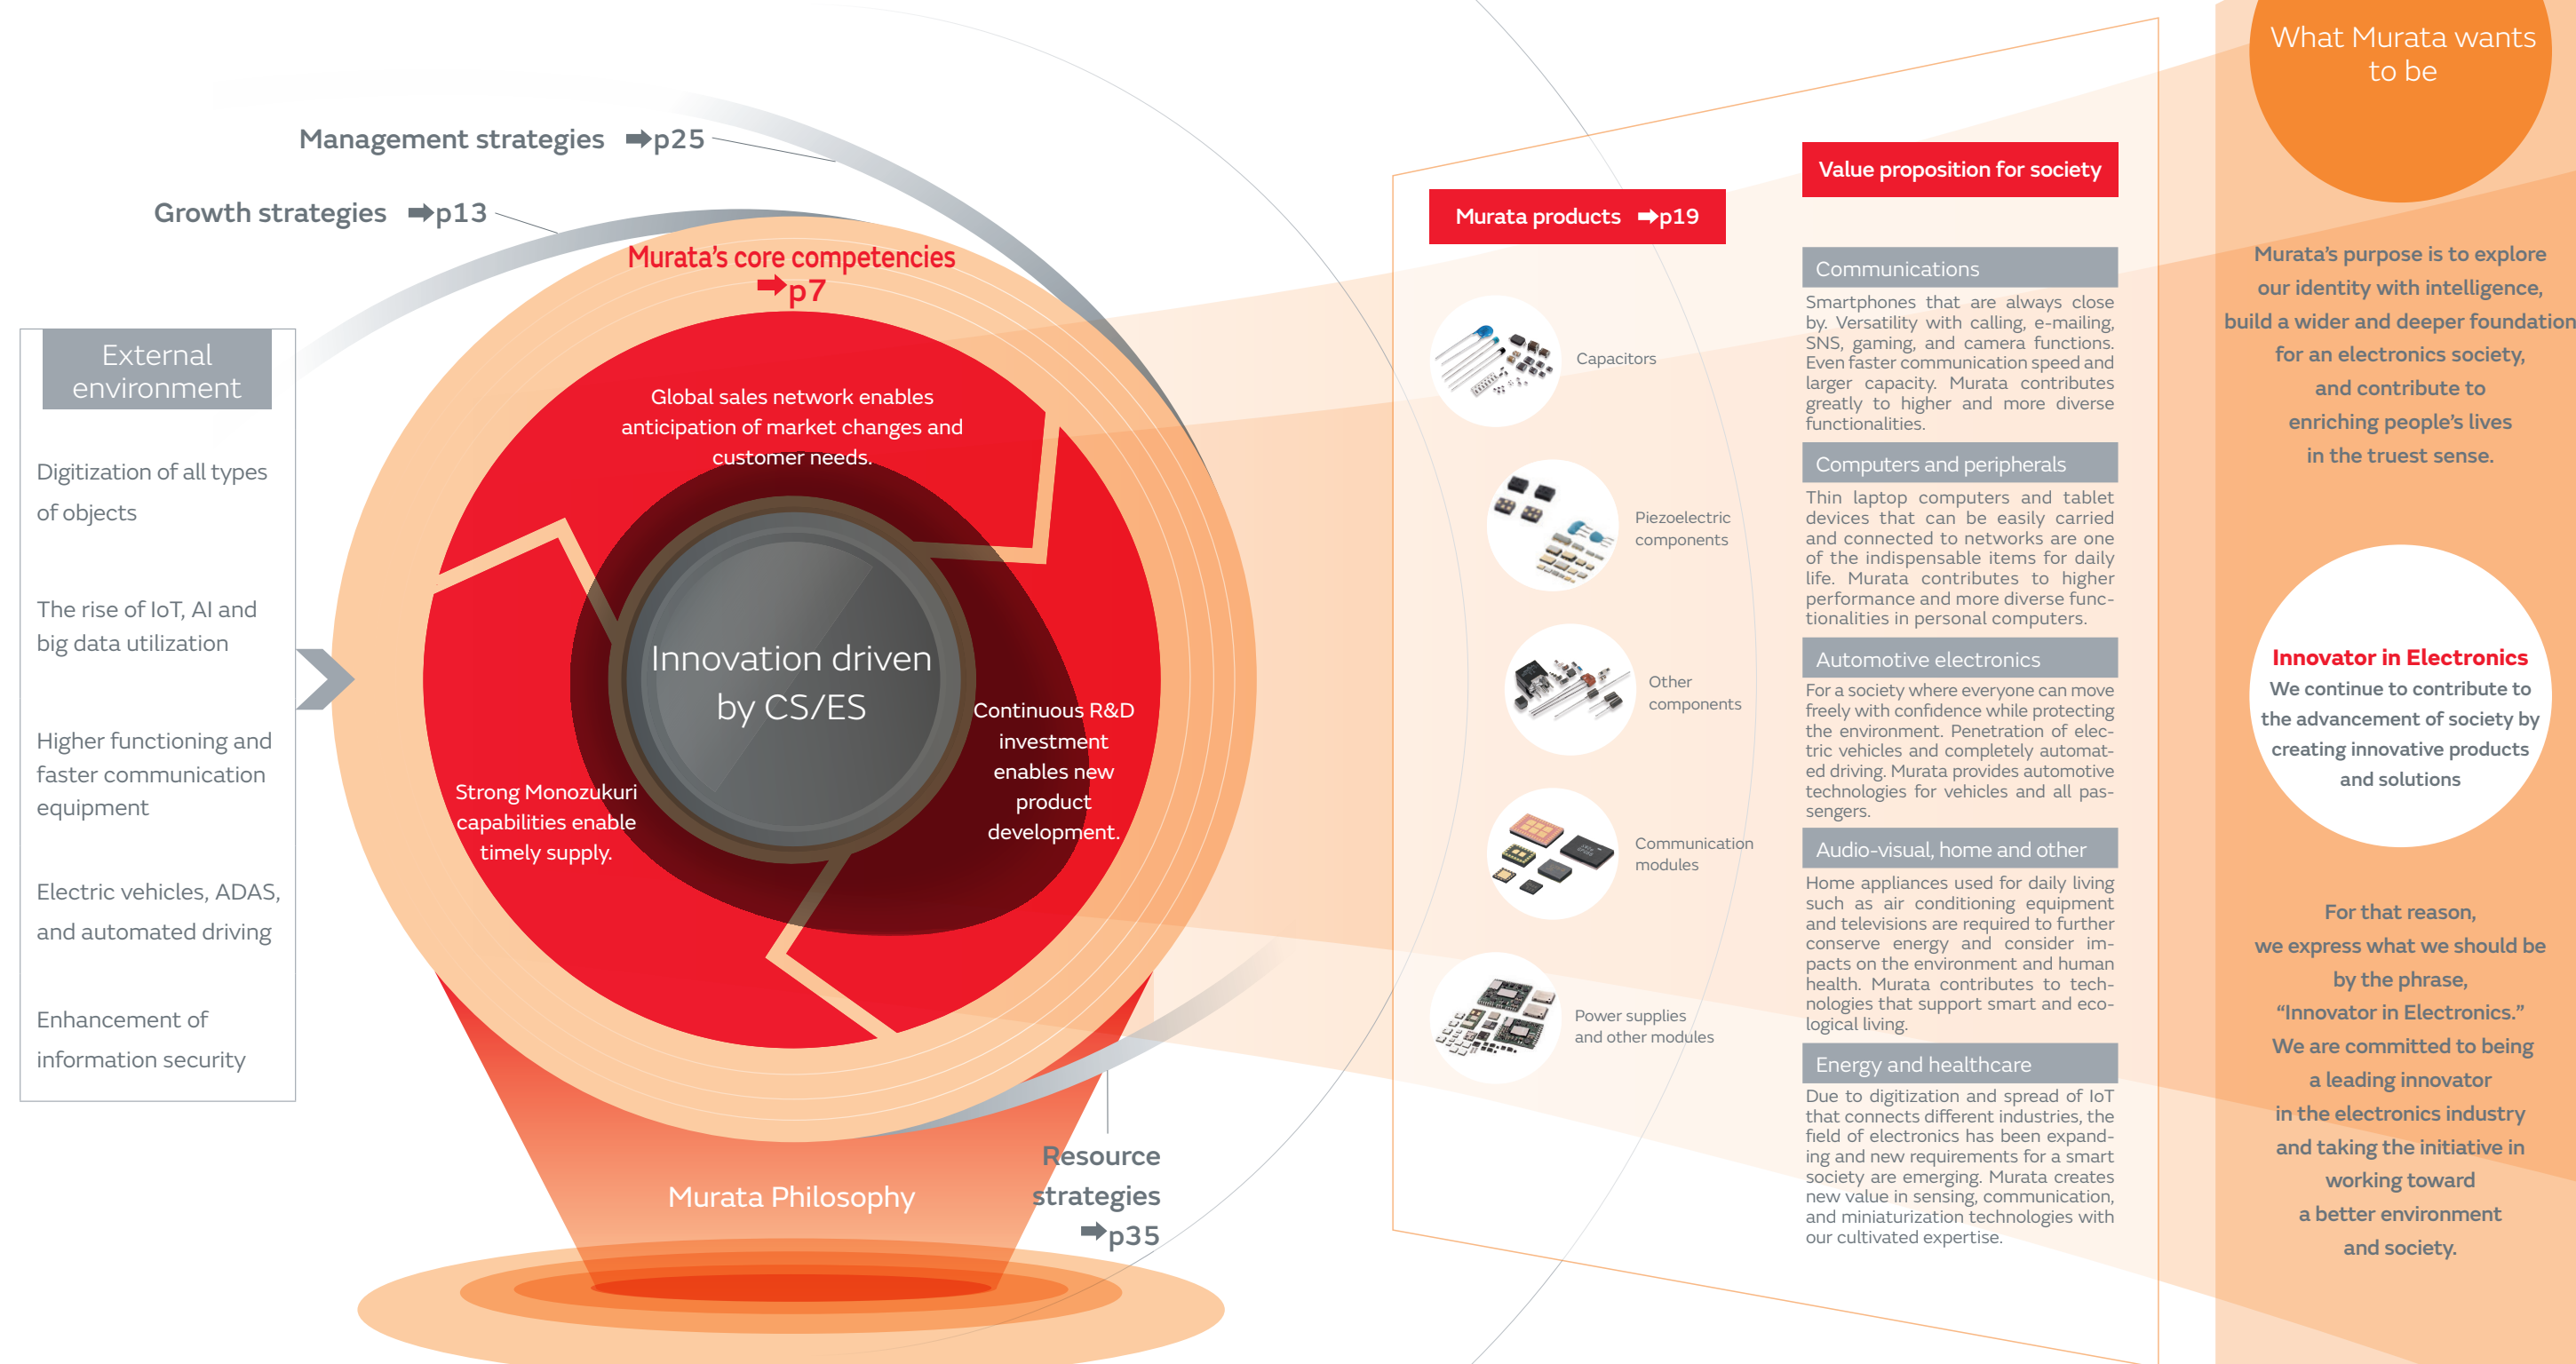 Management strategies ➡p25
Growth strategies ➡p13
External
environment
Digitization of all types
of objects
The rise of IoT, AI and
big data utilization
Higher functioning and
faster communication
equipment
Electric vehicles, ADAS,
and automated driving
Enhancement of
information security
Murata’s core competencies
➡p7
Global sales network enables
anticipation of market changes and
customer needs.
Innovation driven
by CS/ES
Continuous R&D
investment
enables new
product
development.
Strong Monozukuri
capabilities enable
timely supply.
Murata Philosophy
Resource
strategies
➡p35
Murata products ➡p19
Capacitors
Piezoelectric
components
Other
components
Communication
modules
Power supplies
and other modules
Value proposition for society
Communications
Smartphones that are always close
by. Versatility with calling, e-mailing,
SNS, gaming, and camera functions.
Even faster communication speed and
larger capacity. Murata contributes
greatly to higher and more diverse
functionalities.
Computers and peripherals
Thin laptop computers and tablet
devices that can be easily carried
and connected to networks are one
of the indispensable items for daily
life. Murata contributes to higher
performance and more diverse func-
tionalities in personal computers.
Automotive electronics
For a society where everyone can move
freely with confidence while protecting
the environment. Penetration of elec-
tric vehicles and completely automat-
ed driving. Murata provides automotive
technologies for vehicles and all pas-
sengers.
Audio-visual, home and other
Home appliances used for daily living
such as air conditioning equipment
and televisions are required to further
conserve energy and consider im-
pacts on the environment and human
health. Murata contributes to tech-
nologies that support smart and eco-
logical living.
Energy and healthcare
Due to digitization and spread of IoT
that connects different industries, the
field of electronics has been expand-
ing and new requirements for a smart
society are emerging. Murata creates
new value in sensing, communication,
and miniaturization technologies with
our cultivated expertise.
What Murata wants
to be
Murata’s purpose is to explore
our identity with intelligence,
build a wider and deeper foundation
for an electronics society,
and contribute to
enriching people’s lives
in the truest sense.
Innovator in Electronics
We continue to contribute to
the advancement of society by
creating innovative products
and solutions
For that reason,
we express what we should be
by the phrase,
“Innovator in Electronics.”
We are committed to being
a leading innovator
in the electronics industry
and taking the initiative in
working toward
a better environment
and society.